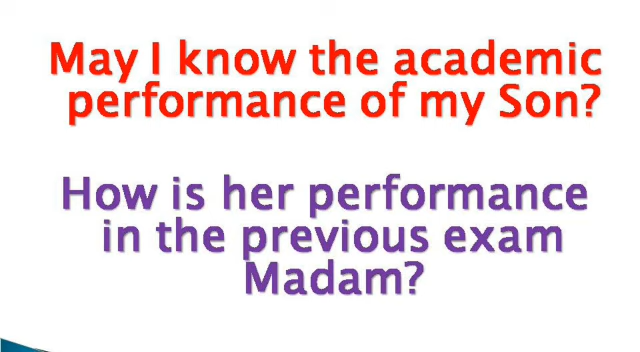 May I know the academic
performance of my Son?
How is her performance
in the previous exam
Madam?